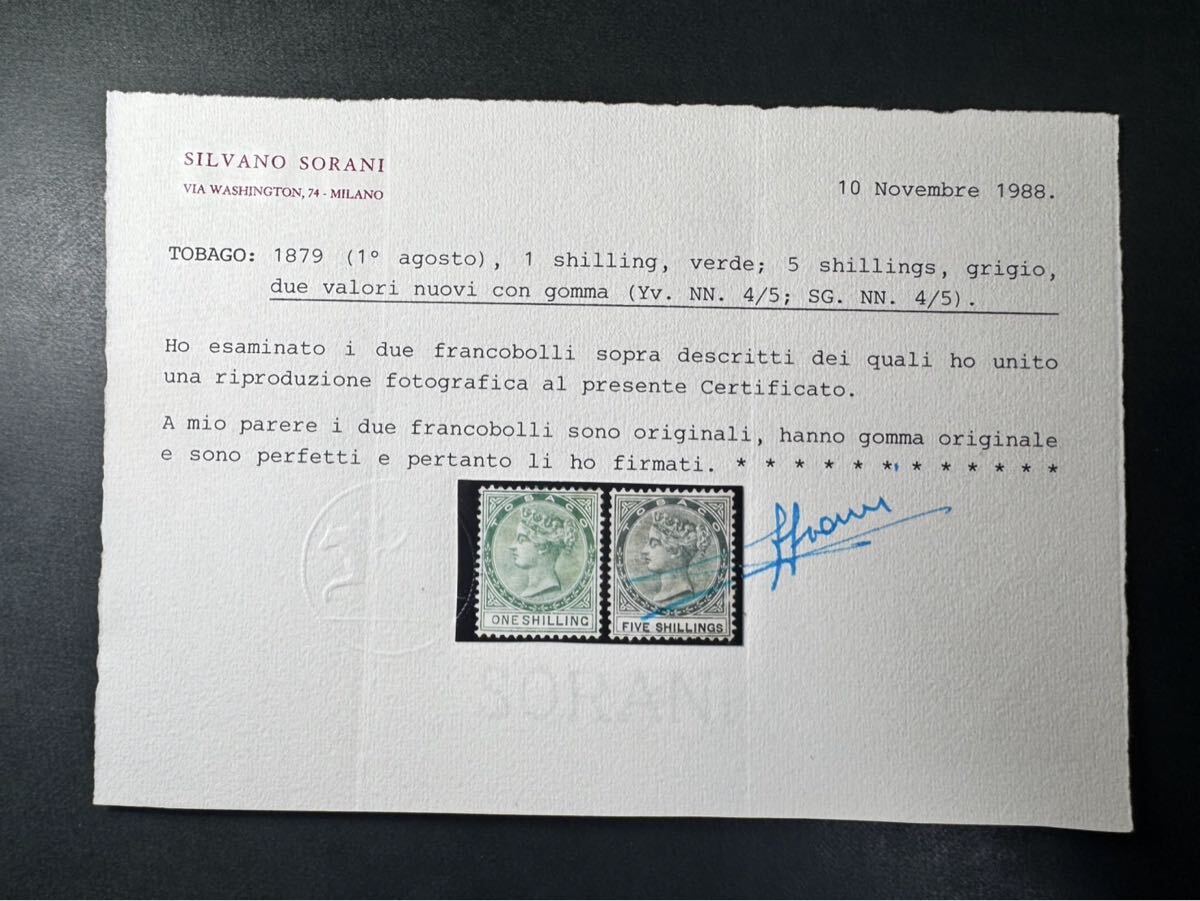 SILVANO SORANI
VIA WASHINGTON, 74 - MILANO
10 Novembre 1988.
TOBAGO: 1879 (1° agosto), 1 shilling, verde; 5 shillings, grigio,
due valori nuovi con gomma (Yv. NN. 4/5; SG. NN. 4/5).
Ho esaminato i due francobolli sopra descritti dei quali ho unito
una riproduzione fotografica al presente Certificato.
A mio parere i due francobolli sono originali, hanno gomma originale
e sono perfetti e pertanto li ho firmati. * * * * * * * * * * * *
TOBAGO
ONE SHILLING
TOBAGO
FIVE SHILLINGS
SORANI